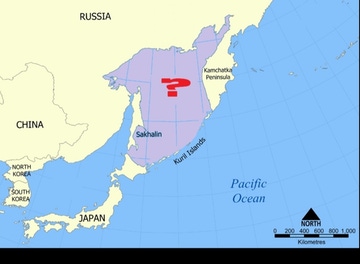 RUSSIA
Kamchatka
Peninsula
?
CHINA
Sakhalin
Kuril Islands
NORTH
KOREA
SOUTH
KOREA
JAPAN
Pacific
Ocean
NORTH
0 200 400 600 800 1,000
Kilometres